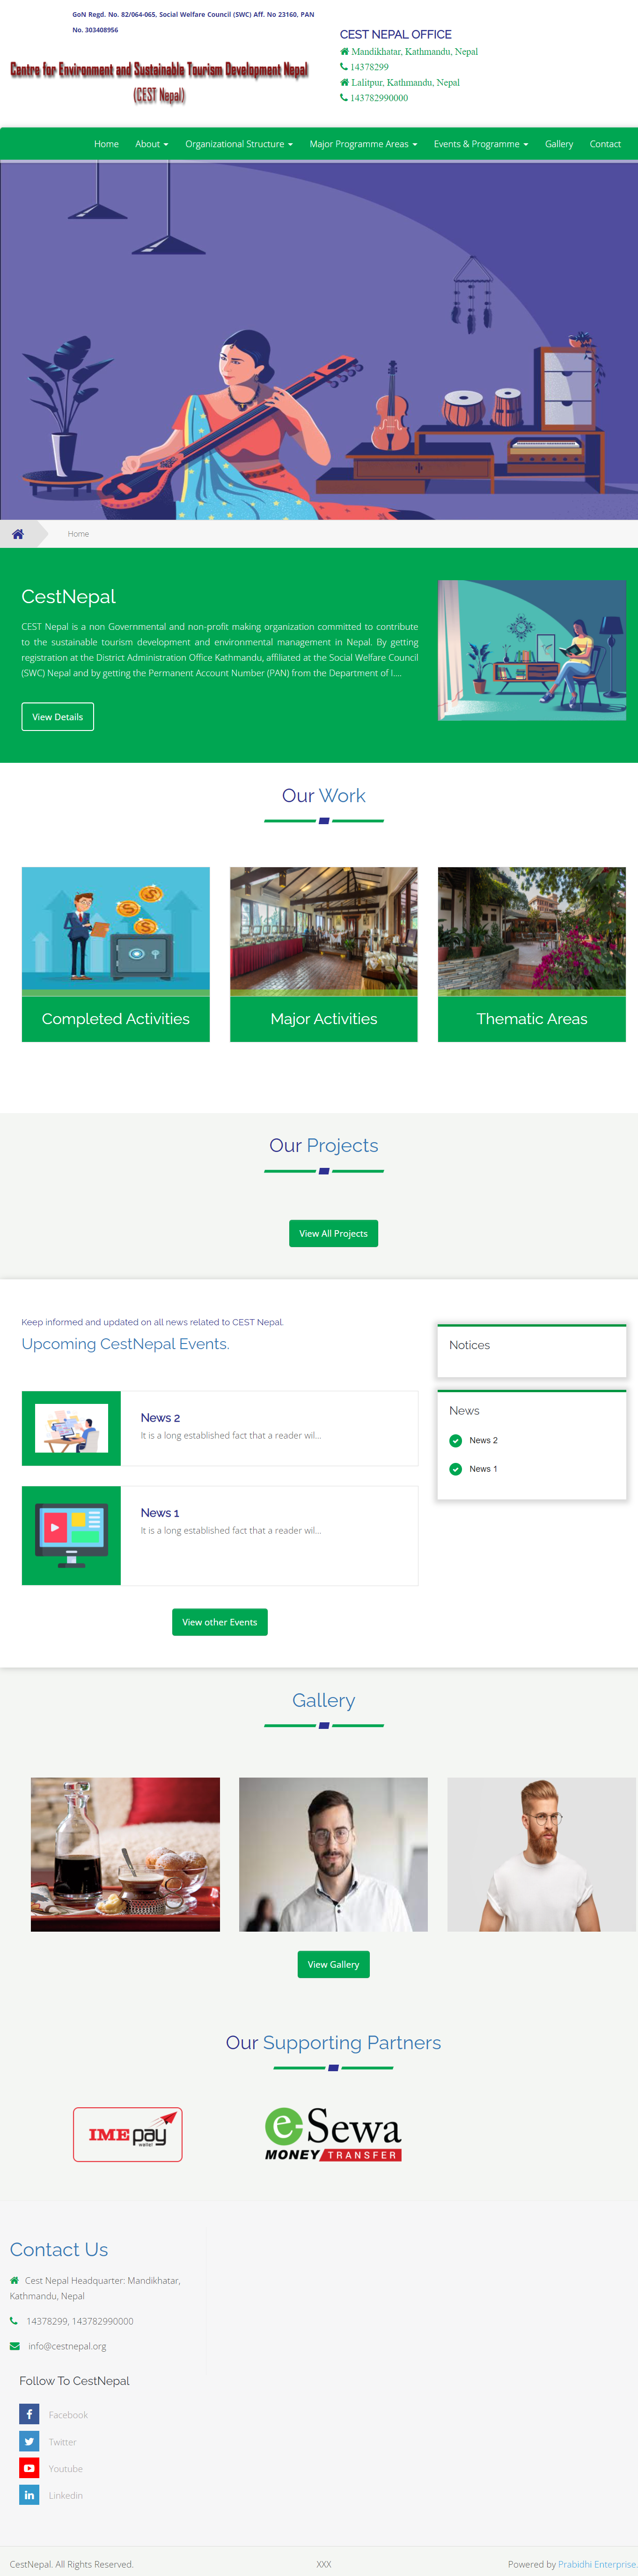 GoN Regd. No. 82/064-065, Social Welfare Council (SWC) Aff. No 23160, PAN
No. 303408956
Centre for Environment and Sustainable Tourism Development Nepal
(CEST Nepal)
CEST NEPAL OFFICE
Mandikhatar, Kathmandu, Nepal
14378299
Lalitpur, Kathmandu, Nepal
143782990000
Home About Organizational Structure Major Programme Areas Events & Programme Gallery Contact
Home
CestNepal
CEST Nepal is a non Governmental and non-profit making organization committed to contribute
to the sustainable tourism development and environmental management in Nepal. By getting
registration at the District Administration Office Kathmandu, affiliated at the Social Welfare Council
(SWC) Nepal and by getting the Permanent Account Number (PAN) from the Department of I....
View Details
Our Work
Completed Activities
Major Activities
Thematic Areas
Our Projects
View All Projects
Keep informed and updated on all news related to CEST Nepal.
Upcoming CestNepal Events.
News 2
It is a long established fact that a reader wil...
News 1
It is a long established fact that a reader wil...
View other Events
Notices
News
News 2
News 1
Gallery
View Gallery
Our Supporting Partners
IME pay
wallet
e-Sewa
MONEY TRANSFER
Contact Us
Cest Nepal Headquarter: Mandikhatar,
Kathmandu, Nepal
14378299, 143782990000
info@cestnepal.org
Follow To CestNepal
Facebook
Twitter
Youtube
Linkedin
CestNepal. All Rights Reserved. XXX Powered by Prabidhi Enterprise.